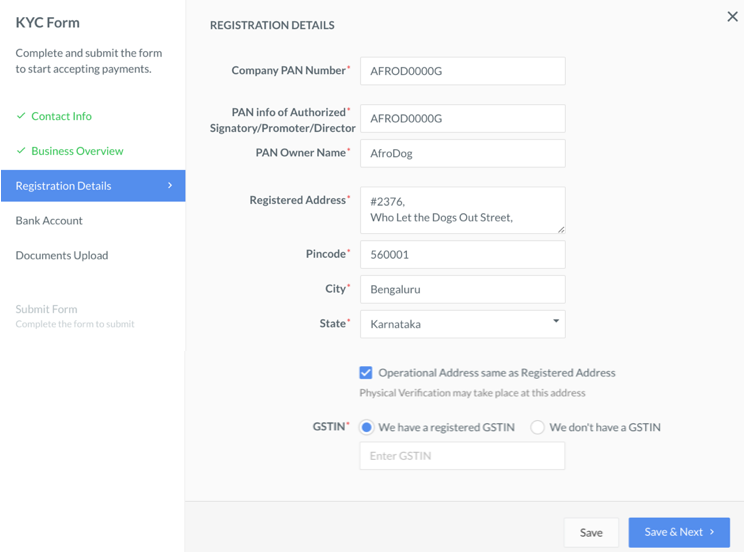 KYC Form
Complete and submit the form
to start accepting payments.
Contact Info
Business Overview
Registration Details
Bank Account
Documents Upload
Submit Form
Complete the form to submit
REGISTRATION DETAILS
Company PAN Number*
AFROD0000G
PAN info of Authorized*
Signatory/Promoter/Director
AFROD0000G
PAN Owner Name*
AfroDog
Registered Address*
#2376,
Who Let the Dogs Out Street,
Pincode*
560001
City*
Bengaluru
State*
Karnataka
Operational Address same as Registered Address
Physical Verification may take place at this address
GSTIN*
We have a registered GSTIN
We don't have a GSTIN
Enter GSTIN
Save
Save & Next